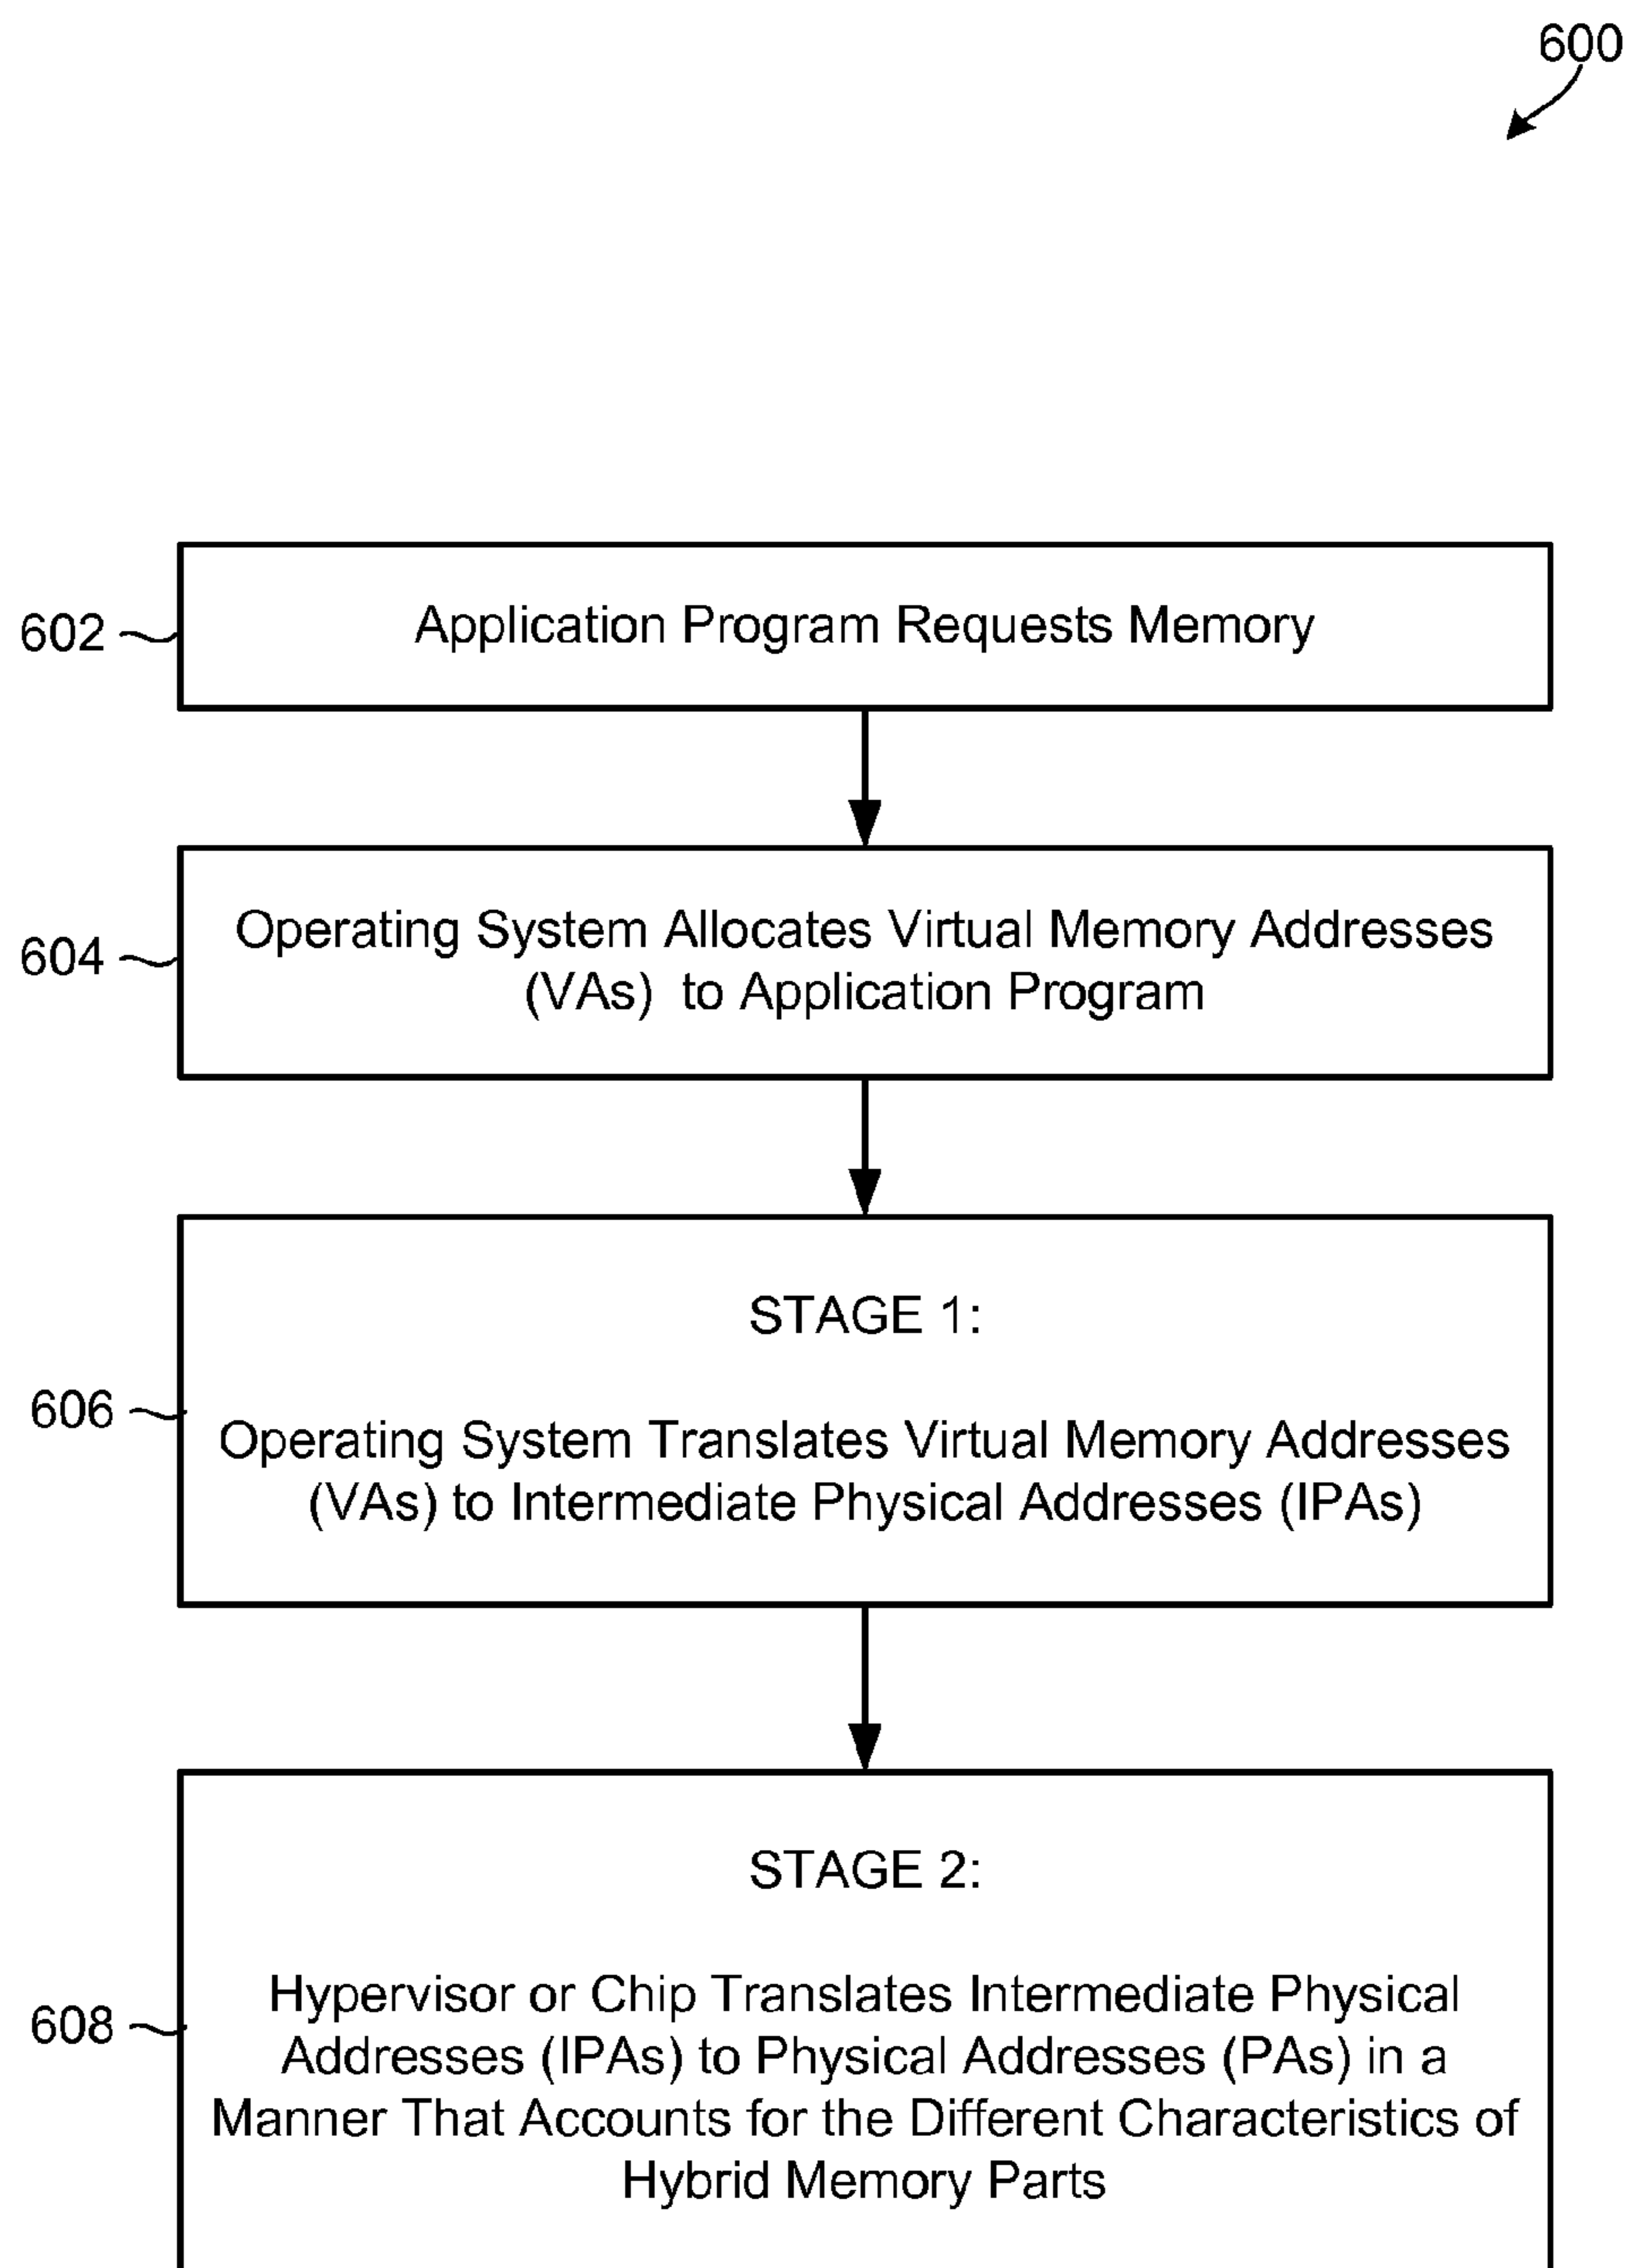 600
602
Application Program Requests Memory
604
Operating System Allocates Virtual Memory Addresses
(VAs) to Application Program
STAGE 1:
606
Operating System Translates Virtual Memory Addresses
(VAs) to Intermediate Physical Addresses (IPAs)
STAGE 2:
608
Hypervisor or Chip Translates Intermediate Physical
Addresses (IPAs) to Physical Addresses (PAs) in a
Manner That Accounts for the Different Characteristics of
Hybrid Memory Parts